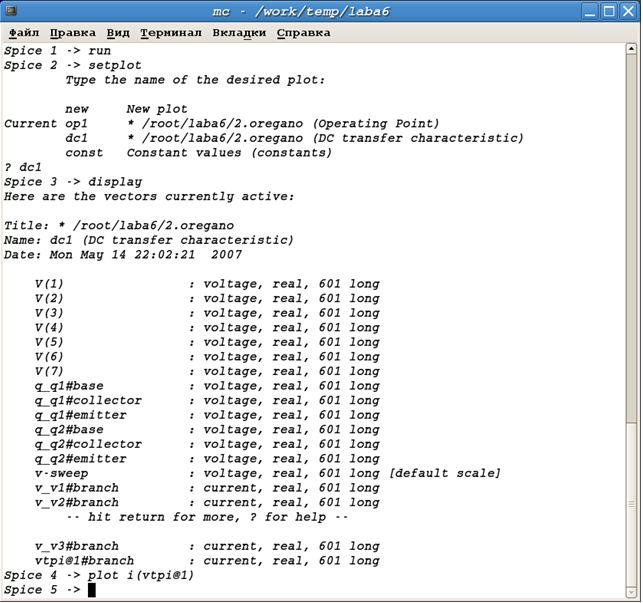 mc - /work/temp/laba6
Файл Правка Вид Терминал Вкладки Справка
Spice 1 -> run
Spice 2 -> setplot
Type the name of the desired plot:
new New plot
Current op1 * /root/laba6/2.oregano (Operating Point)
dc1 * /root/laba6/2.oregano (DC transfer characteristic)
const Constant values (constants)
? dc1
Spice 3 -> display
Here are the vectors currently active:
Title: * /root/laba6/2.oregano
Name: dc1 (DC transfer characteristic)
Date: Mon May 14 22:02:21 2007
V(1) : voltage, real, 601 long
V(2) : voltage, real, 601 long
V(3) : voltage, real, 601 long
V(4) : voltage, real, 601 long
V(5) : voltage, real, 601 long
V(6) : voltage, real, 601 long
V(7) : voltage, real, 601 long
q_q1#base : voltage, real, 601 long
q_q1#collector : voltage, real, 601 long
q_q1#emitter : voltage, real, 601 long
q_q2#base : voltage, real, 601 long
q_q2#collector : voltage, real, 601 long
q_q2#emitter : voltage, real, 601 long
v-sweep : voltage, real, 601 long [default scale]
v_v1#branch : current, real, 601 long
v_v2#branch : current, real, 601 long
-- hit return for more, ? for help --
v_v3#branch : current, real, 601 long
vtpi@1#branch : current, real, 601 long
Spice 4 -> plot i(vtpi@1)
Spice 5 ->